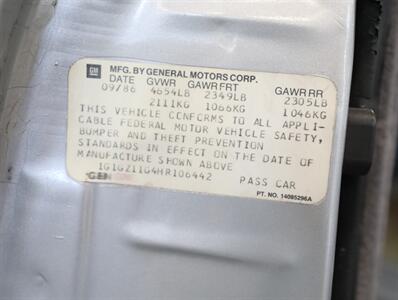 GM
MFG. BY GENERAL MOTORS CORP.
DATE GVWR GAWR FRT GAWR RR
09/86 4654LB 2349LB 2305LB
2111KG 1066KG 1046KG
THIS VEHICLE CONFORMS TO ALL APPLI-
CABLE FEDERAL MOTOR VEHICLE SAFETY,
BUMPER AND THEFT PREVENTION
STANDARDS IN EFFECT ON THE DATE OF
MANUFACTURE SHOWN ABOVE
1G1GZ11G4HR106442 PASS CAR
GEN
PT. NO. 14085296A